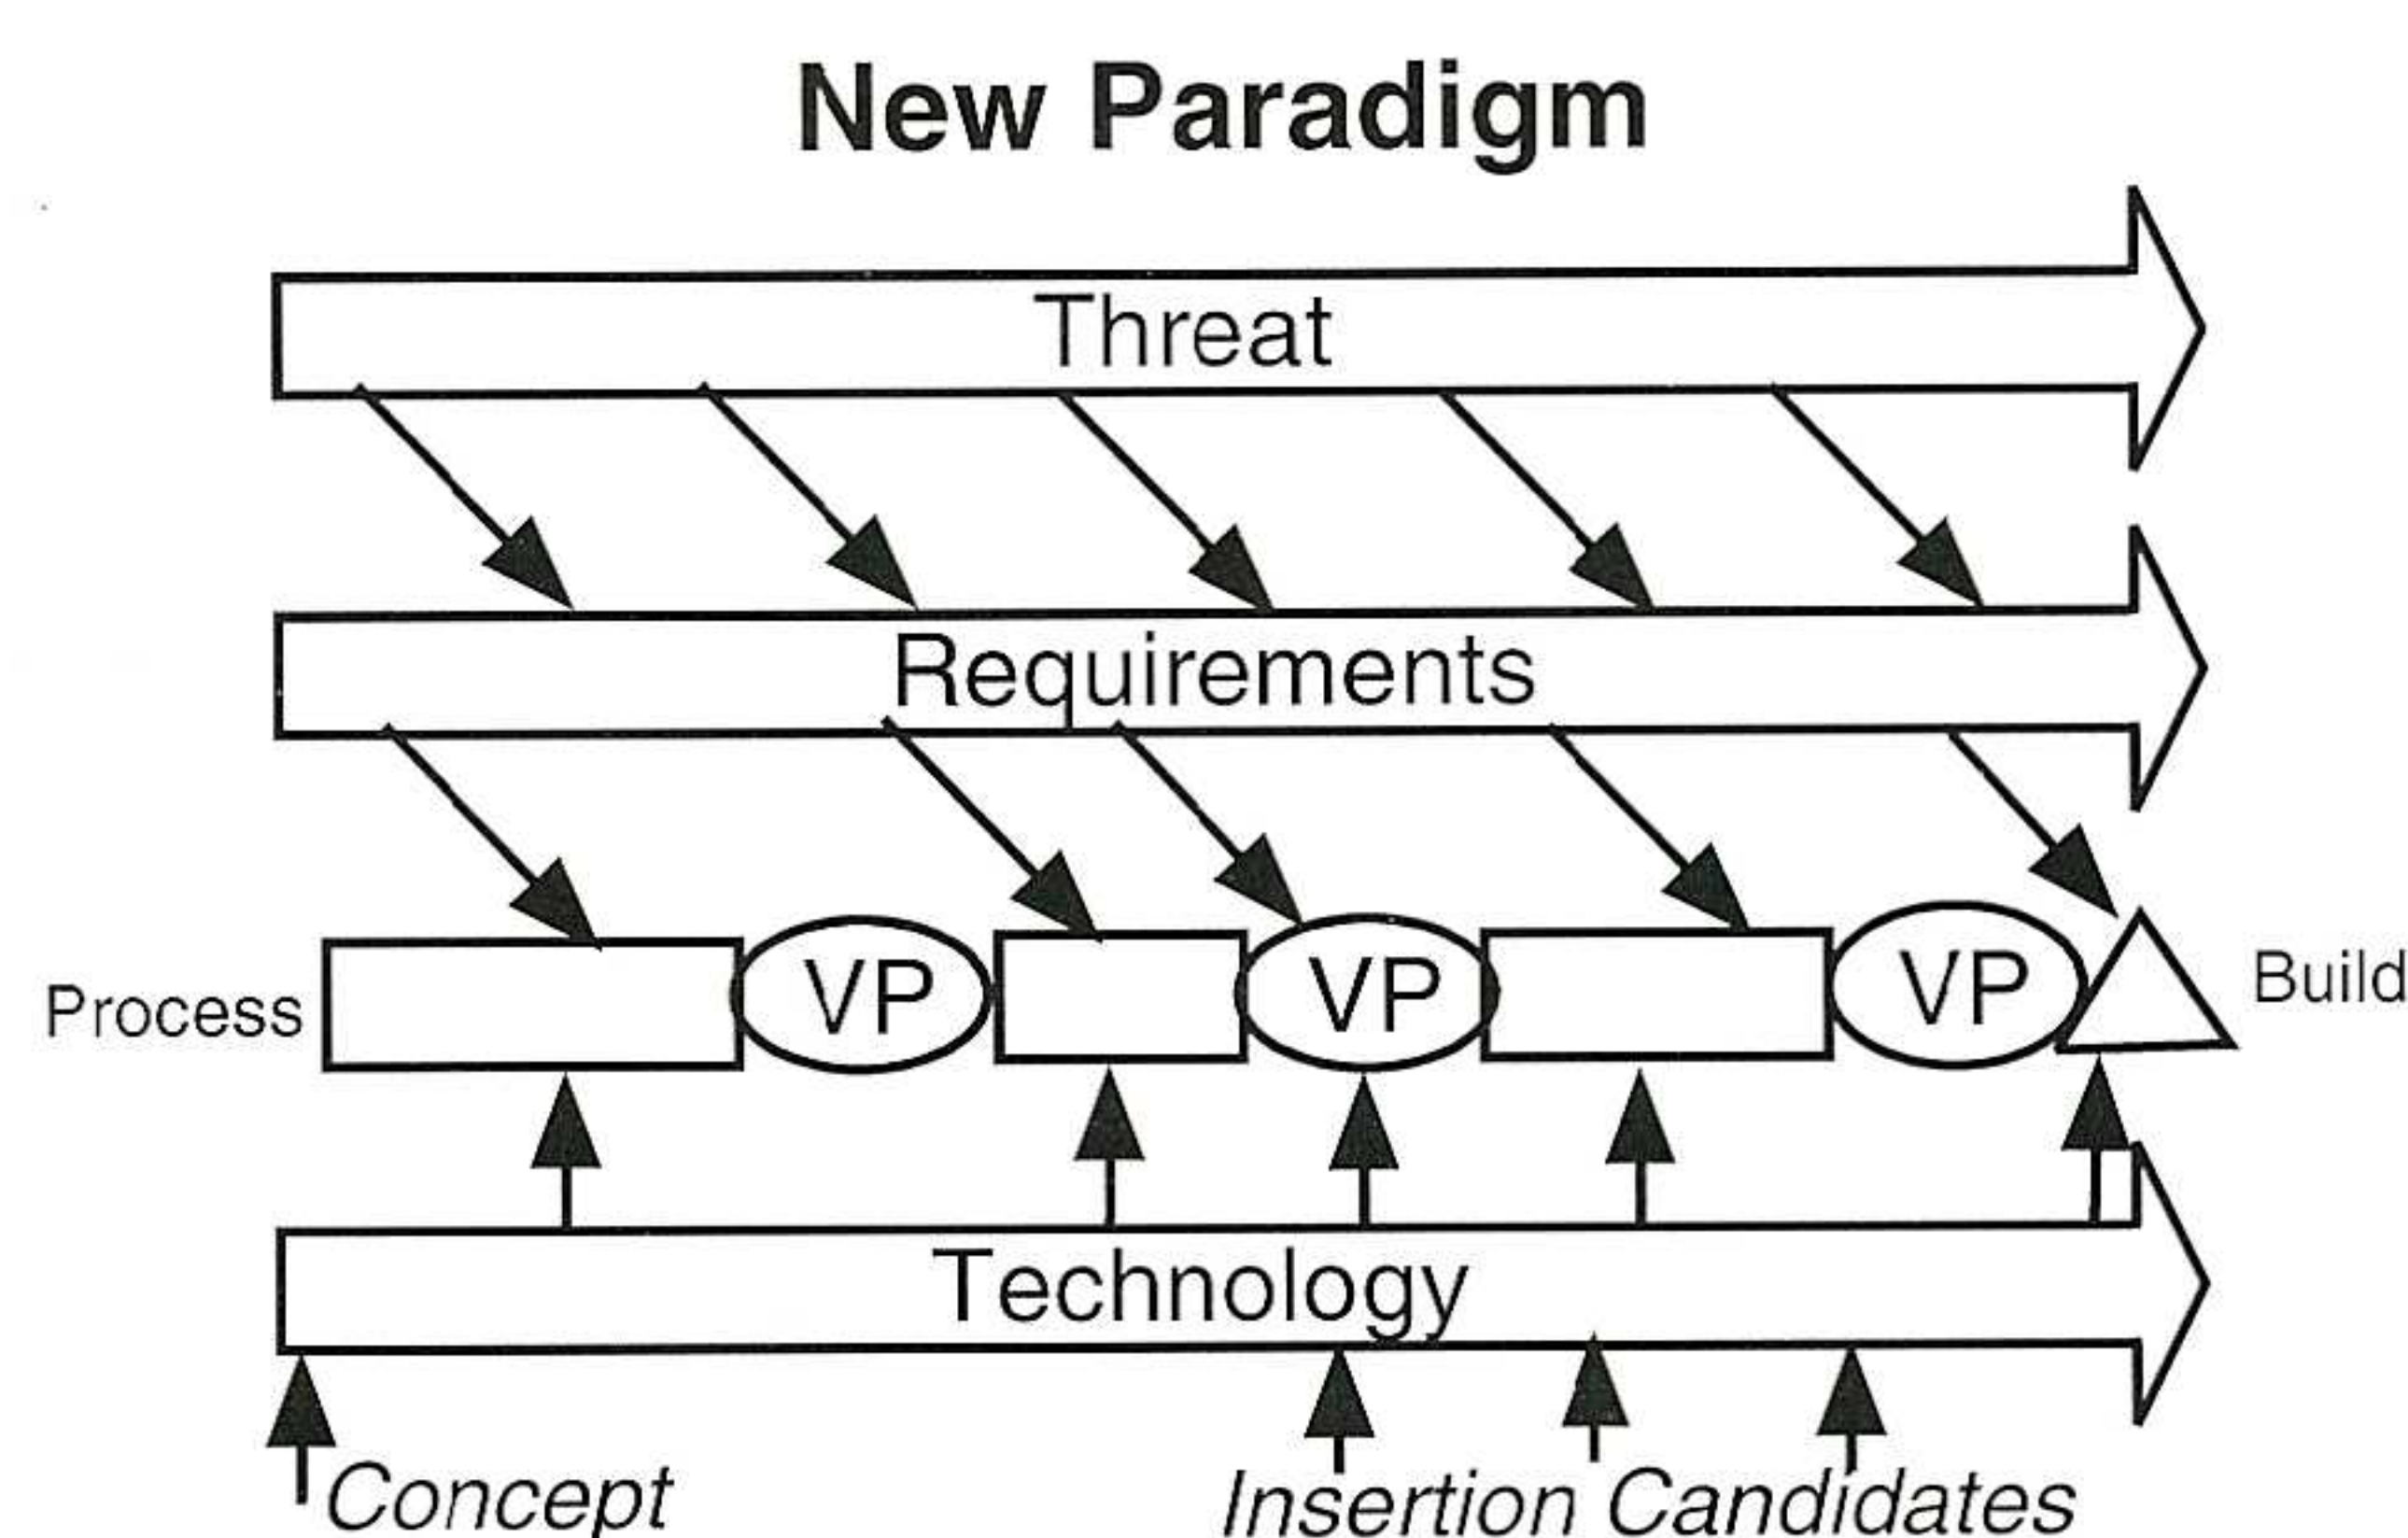 New Paradigm
Threat
Requirements
Process
VP
VP
VP
Build
Technology
Concept
Insertion Candidates